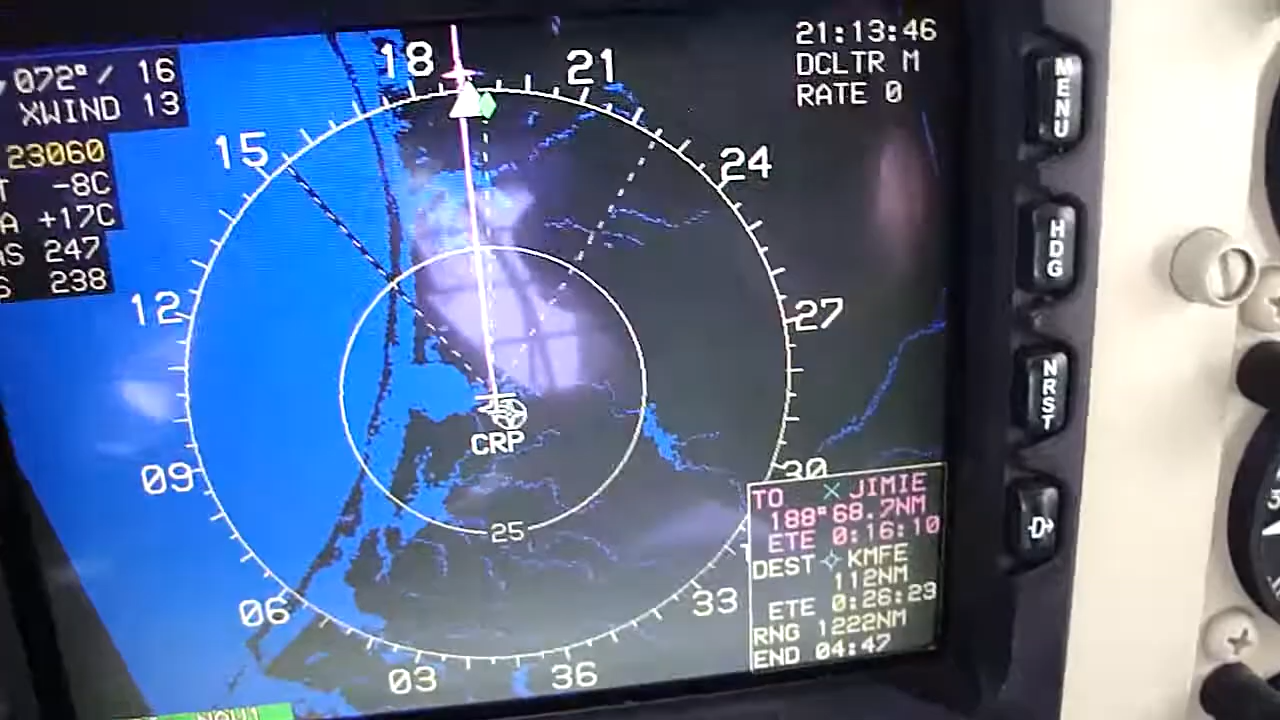 072°/ 16
XWIND 13
23060
T -8C
A +17C
AS 247
S 238
21:13:46
DCLTR M
RATE 0
18
21
15
24
12
27
09
30
06
33
03
36
CRP
25
TO JIMIE
188°68.7NM
ETE 0:16:10
DEST KMFE
112NM
ETE 0:26:23
RNG 1222NM
END 04:47
MENU
HDG
NRST
D